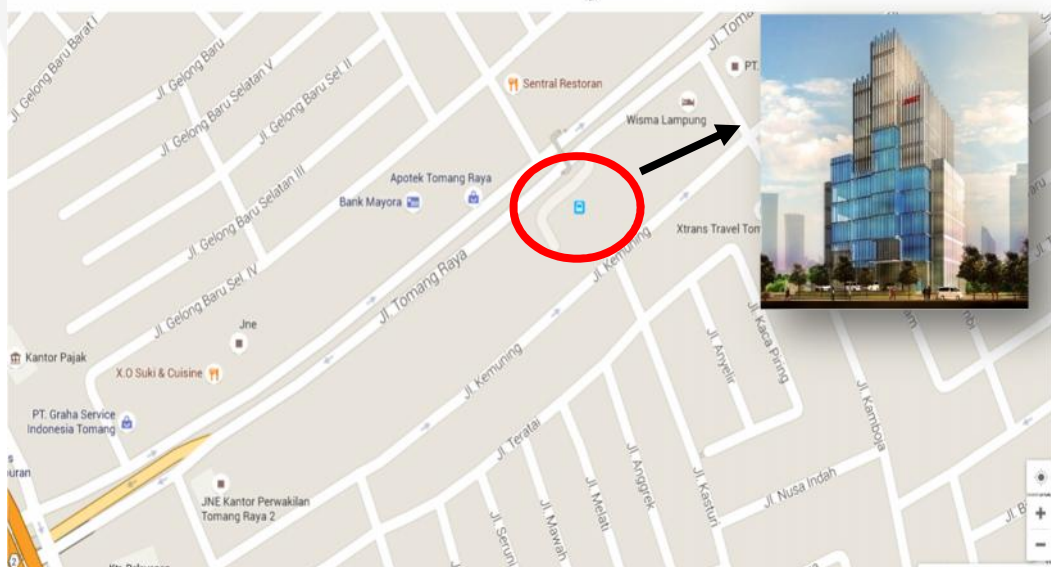 Jl. Gelong Baru Barat I
Jl. Gelong Baru
Jl. Gelong Baru Selatan V
Jl. Gelong Baru Sel. II
Jl. Gelong Baru Selatan III
Jl. Gelong Baru Sel. IV
Sentral Restoran
Jl. Toma
PT.
Wisma Lampung
Apotek Tomang Raya
Bank Mayora
Xtrans Travel Tom
Jl. Kemuning
Jl. Tomang Raya
Jne
Kantor Pajak
X.O Suki & Cuisine
PT. Graha Service
Indonesia Tomang
Jl. Kemuning
Jl. Anyelir
Jl. Kaca Piring
Jl. Kamboja
Jl. Teratai
JNE Kantor Perwakilan
Tomang Raya 2
Jl. Seruni
Jl. Mawah
Jl. Melati
Jl. Anggrek
Jl. Kasturi
Jl. Nusa Indah
Jl. B
+
−